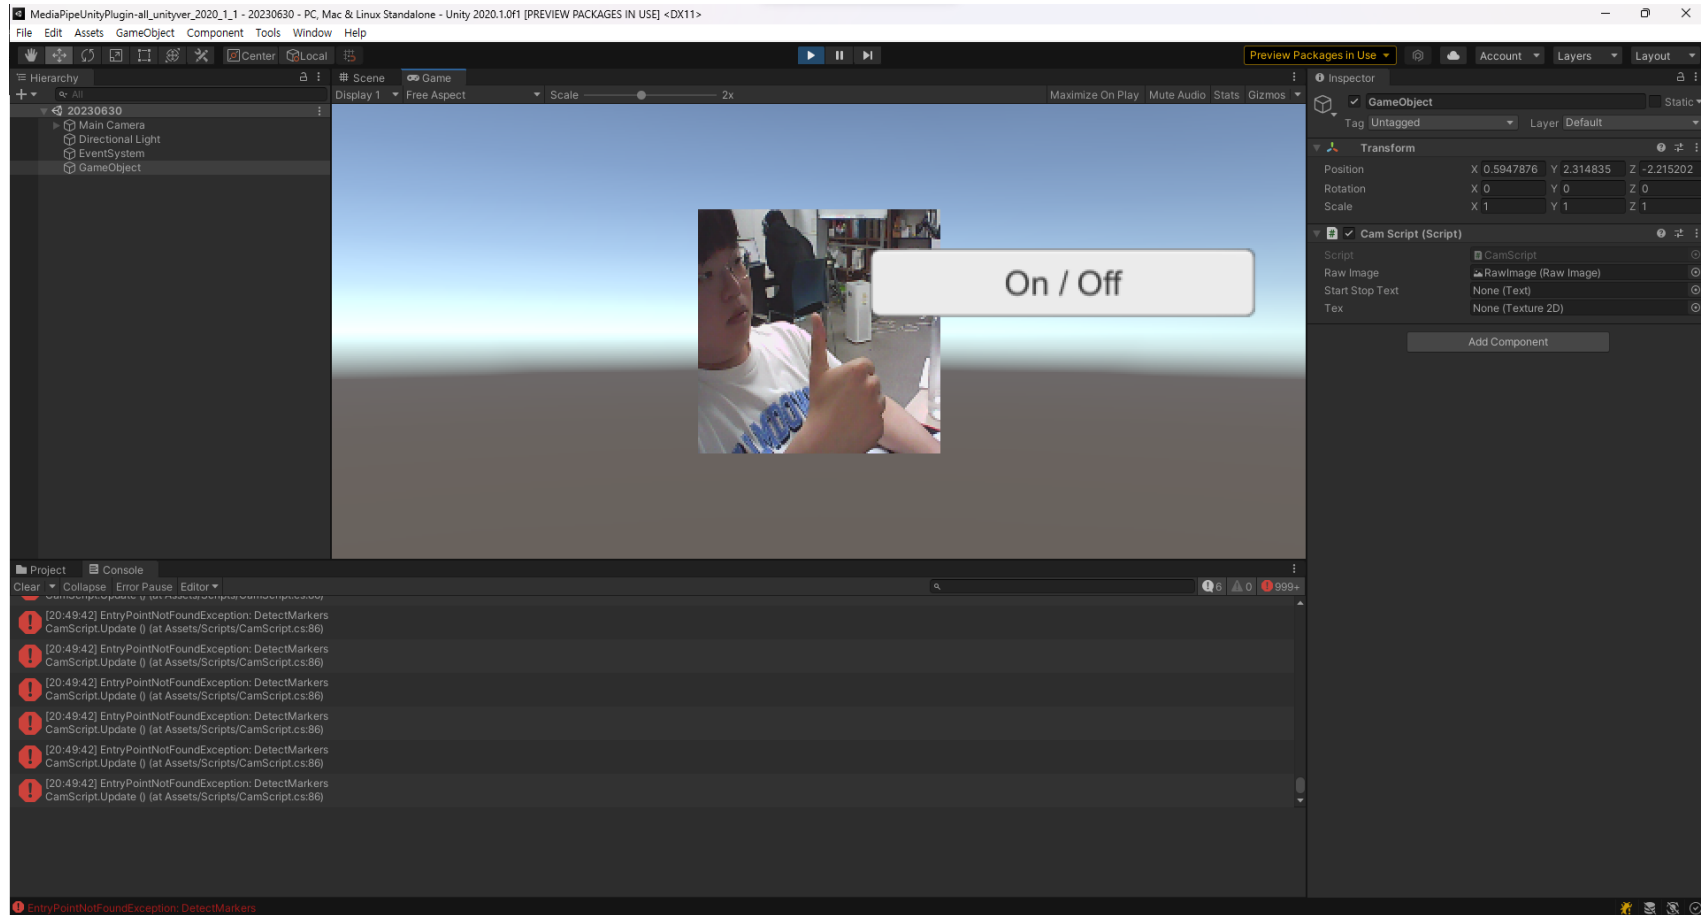 MediaPipeUnityPlugin-all_unityver_2020_1_1 - 20230630 - PC, Mac & Linux Standalone - Unity 2020.1.0f1 [PREVIEW PACKAGES IN USE] <DX11>
File Edit Assets GameObject Component Tools Window Help
Center Local Preview Packages in Use Account Layers Layout
Hierarchy
All
20230630
Main Camera
Directional Light
EventSystem
GameObject
Scene Game
Display 1 Free Aspect Scale 2x Maximize On Play Mute Audio Stats Gizmos
On / Off
Inspector
GameObject Static
Tag Untagged Layer Default
Transform
Position X 0.5947876 Y 2.314835 Z -2.215202
Rotation X 0 Y 0 Z 0
Scale X 1 Y 1 Z 1
Cam Script (Script)
Script CamScript
Raw Image RawImage (Raw Image)
Start Stop Text None (Text)
Tex None (Texture 2D)
Add Component
Project Console
Clear Collapse Error Pause Editor 6 0 999+
CamScript.Update () (at Assets/Scripts/CamScript.cs:86)
[20:49:42] EntryPointNotFoundException: DetectMarkers
CamScript.Update () (at Assets/Scripts/CamScript.cs:86)
[20:49:42] EntryPointNotFoundException: DetectMarkers
CamScript.Update () (at Assets/Scripts/CamScript.cs:86)
[20:49:42] EntryPointNotFoundException: DetectMarkers
CamScript.Update () (at Assets/Scripts/CamScript.cs:86)
[20:49:42] EntryPointNotFoundException: DetectMarkers
CamScript.Update () (at Assets/Scripts/CamScript.cs:86)
[20:49:42] EntryPointNotFoundException: DetectMarkers
CamScript.Update () (at Assets/Scripts/CamScript.cs:86)
[20:49:42] EntryPointNotFoundException: DetectMarkers
CamScript.Update () (at Assets/Scripts/CamScript.cs:86)
EntryPointNotFoundException: DetectMarkers